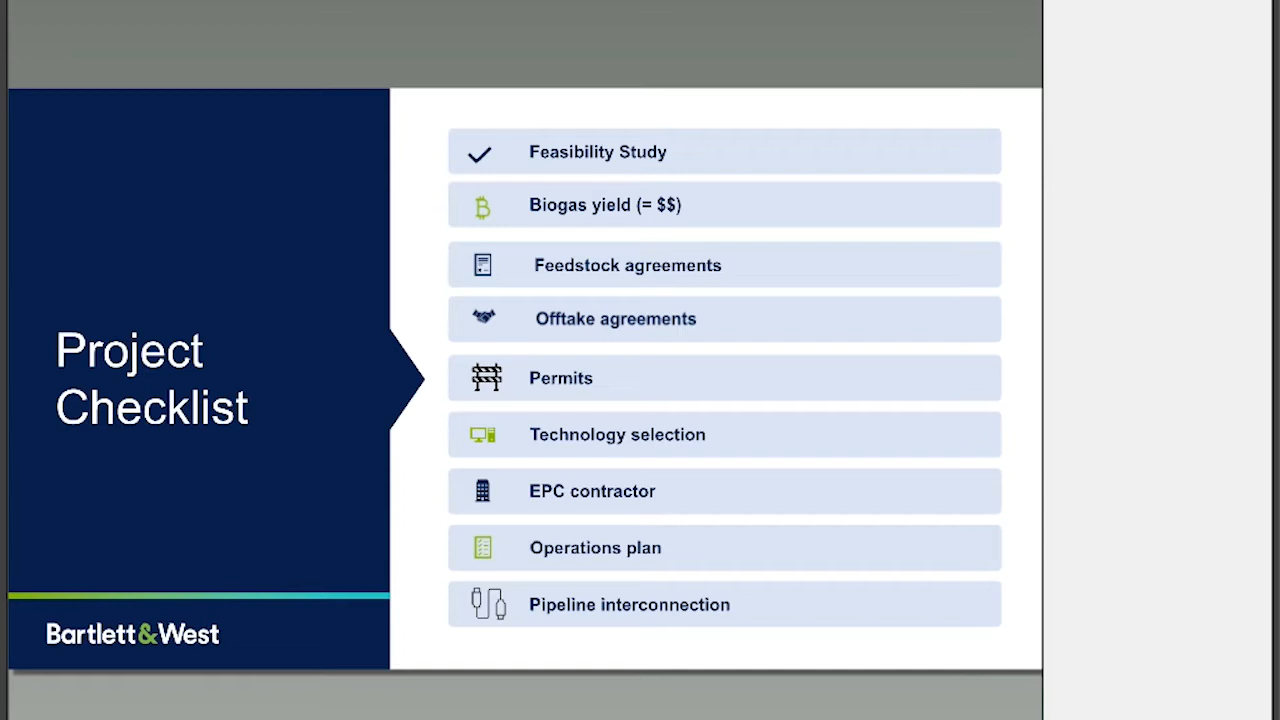 Project
Checklist
Bartlett&West
Feasibility Study
Biogas yield (= $$)
Feedstock agreements
Offtake agreements
Permits
Technology selection
EPC contractor
Operations plan
Pipeline interconnection